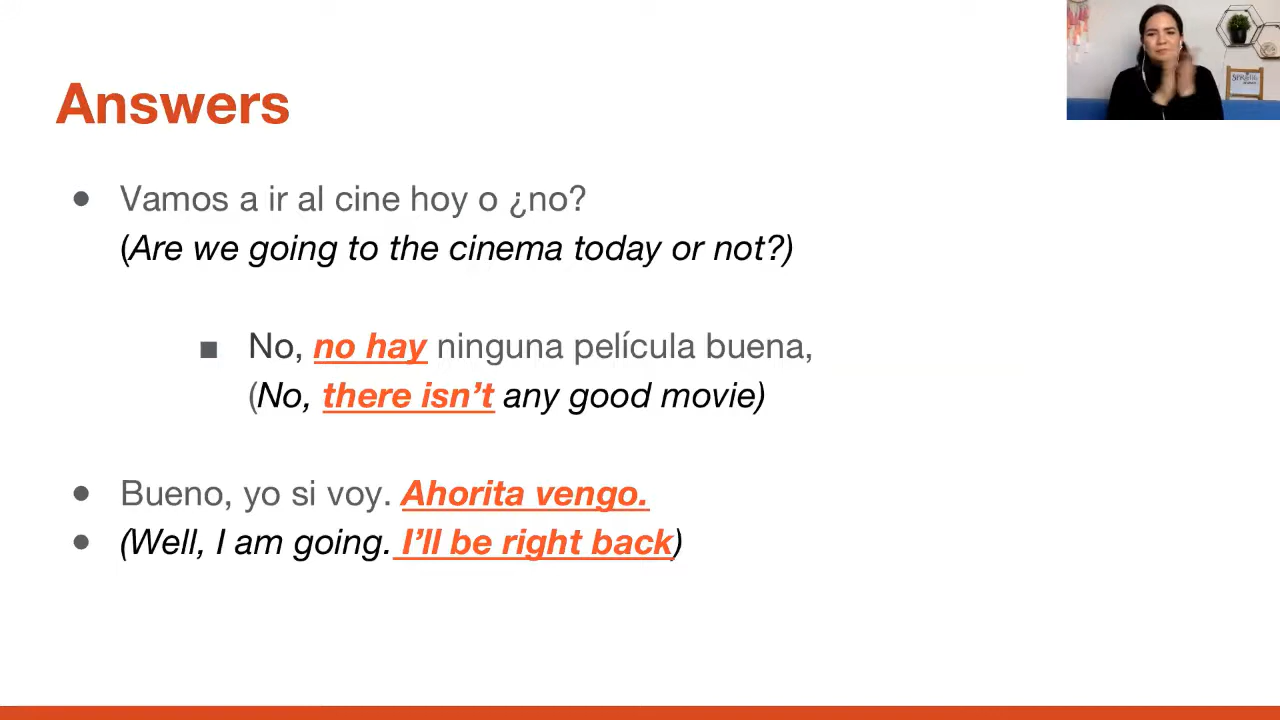 Answers
Vamos a ir al cine hoy o ¿no?
(Are we going to the cinema today or not?)
No, no hay ninguna película buena,
(No, there isn’t any good movie)
Bueno, yo si voy. Ahorita vengo.
(Well, I am going. I’ll be right back)